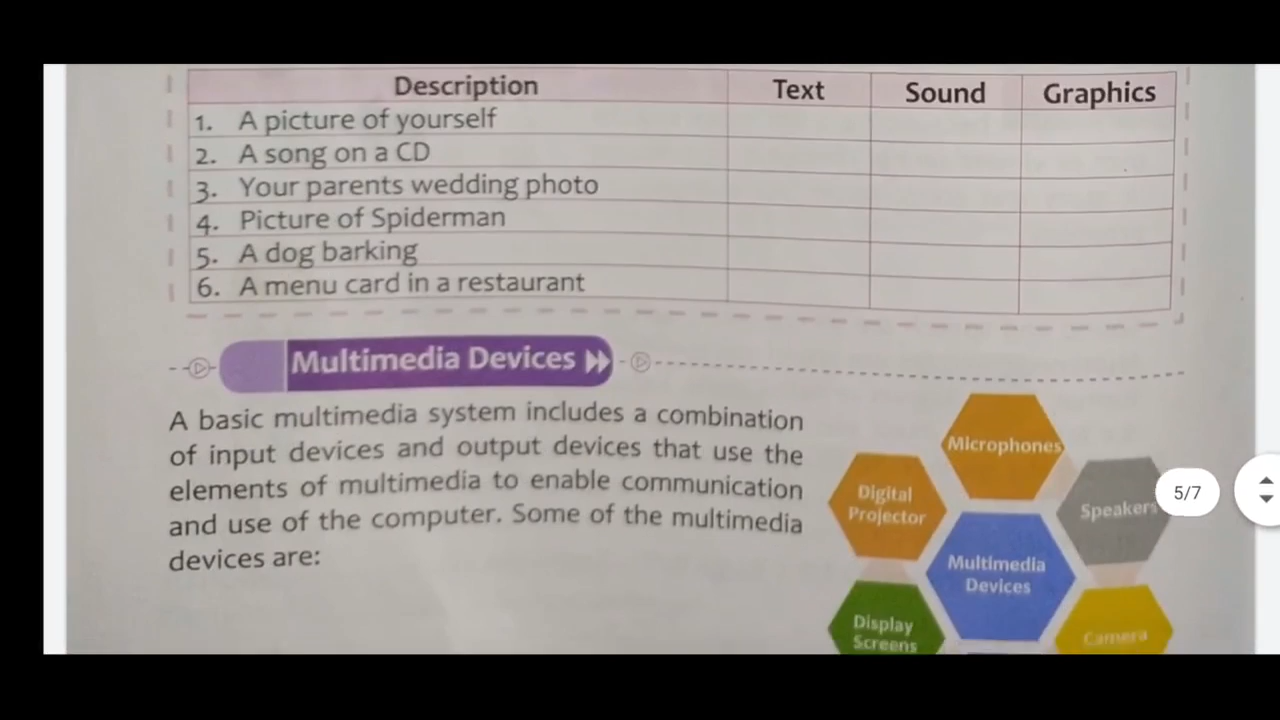 Description Text Sound Graphics
1. A picture of yourself
2. A song on a CD
3. Your parents wedding photo
4. Picture of Spiderman
5. A dog barking
6. A menu card in a restaurant
Multimedia Devices
A basic multimedia system includes a combination
of input devices and output devices that use the
elements of multimedia to enable communication
and use of the computer. Some of the multimedia
devices are:
Microphones
Digital
Projector
Speakers
5/7
Multimedia
Devices
Display
Screens
Camera